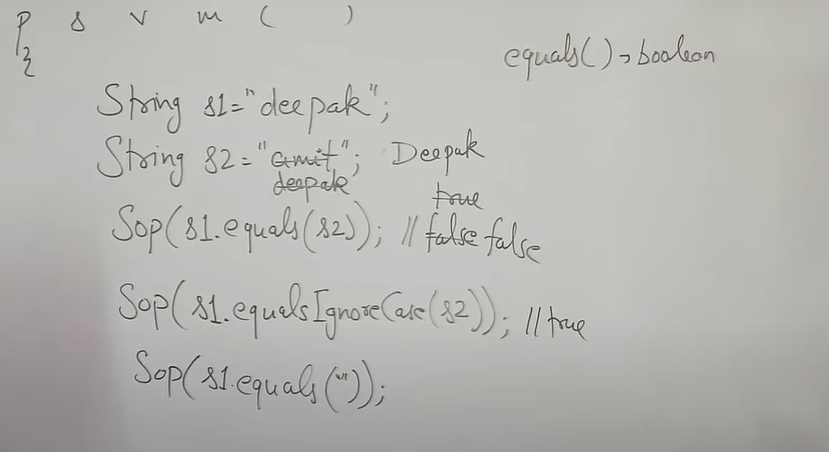 P s v m ( )
{
equals() → boolean
String s1="deepak";
String s2="amit"; Deepak
deepak
true
Sop(s1.equals(s2)); // false false
Sop(s1.equalsIgnoreCase(s2)); // true
Sop(s1.equals(""));